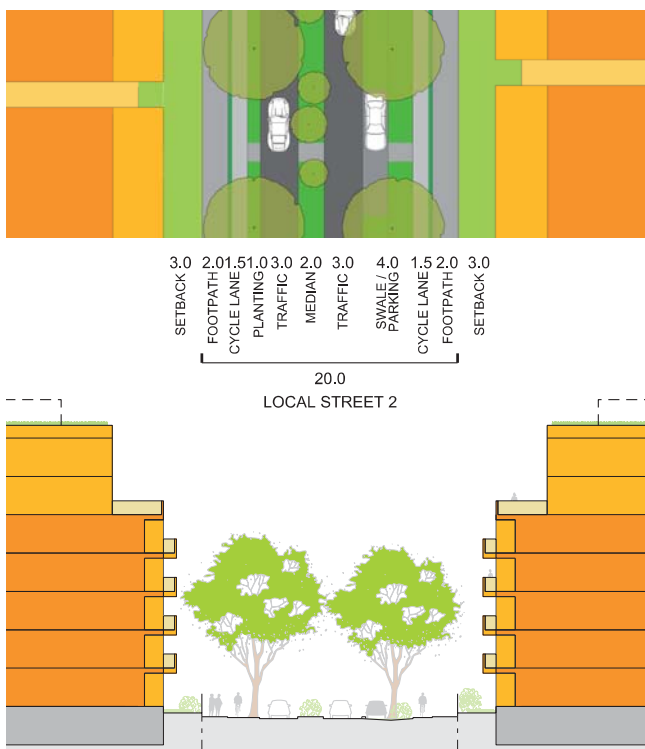 3.0 2.0 1.5 1.0 3.0 2.0 3.0 4.0 1.5 2.0 3.0
SETBACK
FOOTPATH
CYCLE LANE
PLANTING
TRAFFIC
MEDIAN
TRAFFIC
SWALE /
PARKING
CYCLE LANE
FOOTPATH
SETBACK
20.0
LOCAL STREET 2